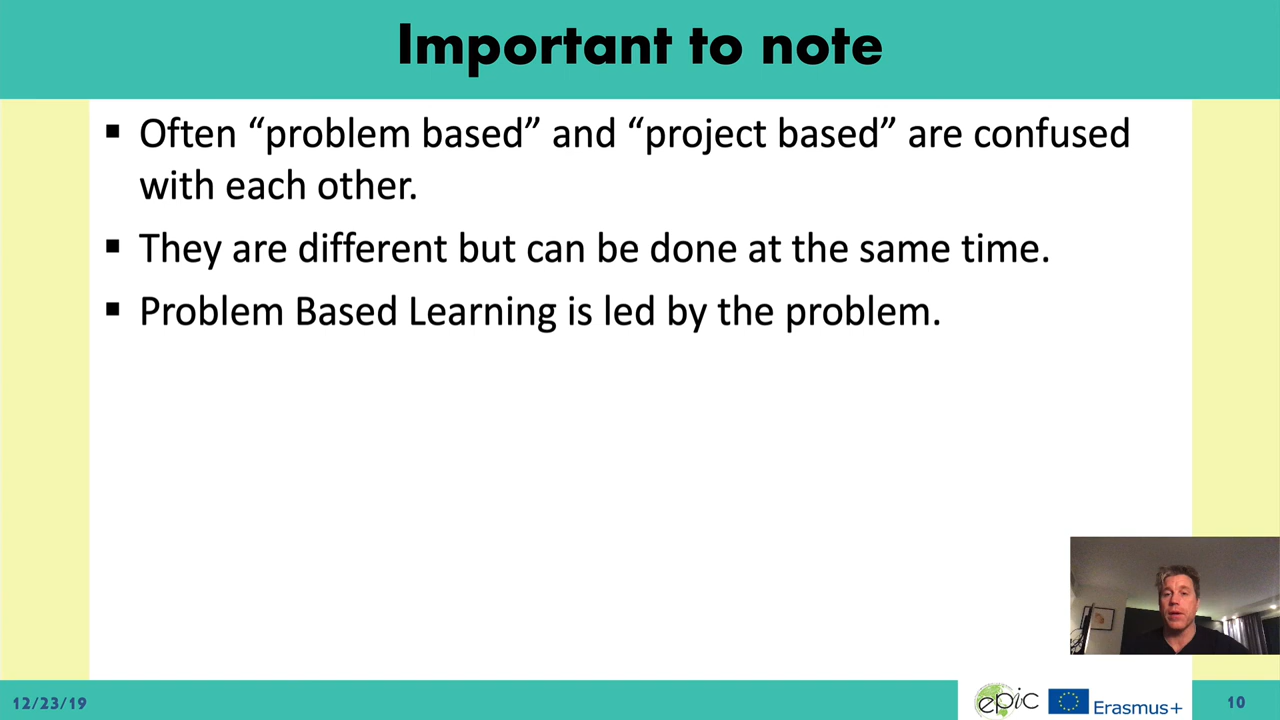 Important to note
▪ Often “problem based” and “project based” are confused
with each other.
▪ They are different but can be done at the same time.
▪ Problem Based Learning is led by the problem.
12/23/19
epic
Erasmus+
10